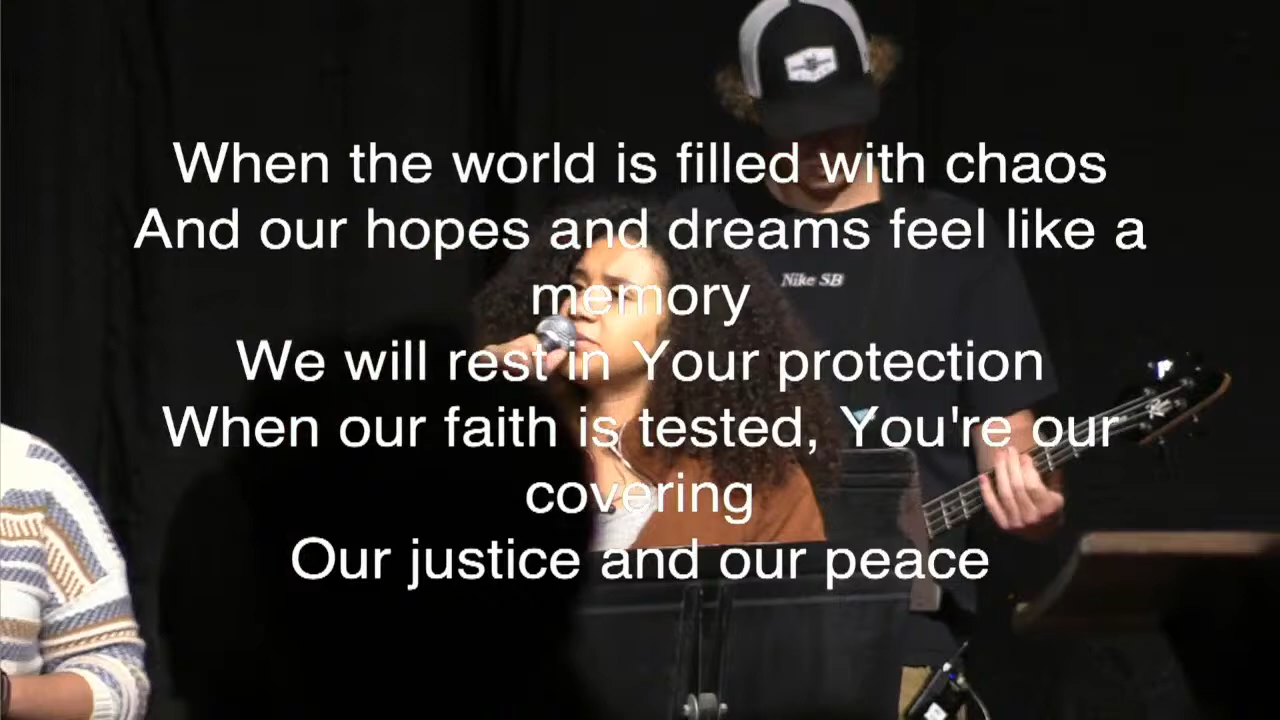 When the world is filled with chaos
And our hopes and dreams feel like a
memory
Nike SB
We will rest in Your protection
When our faith is tested, You're our
covering
Our justice and our peace